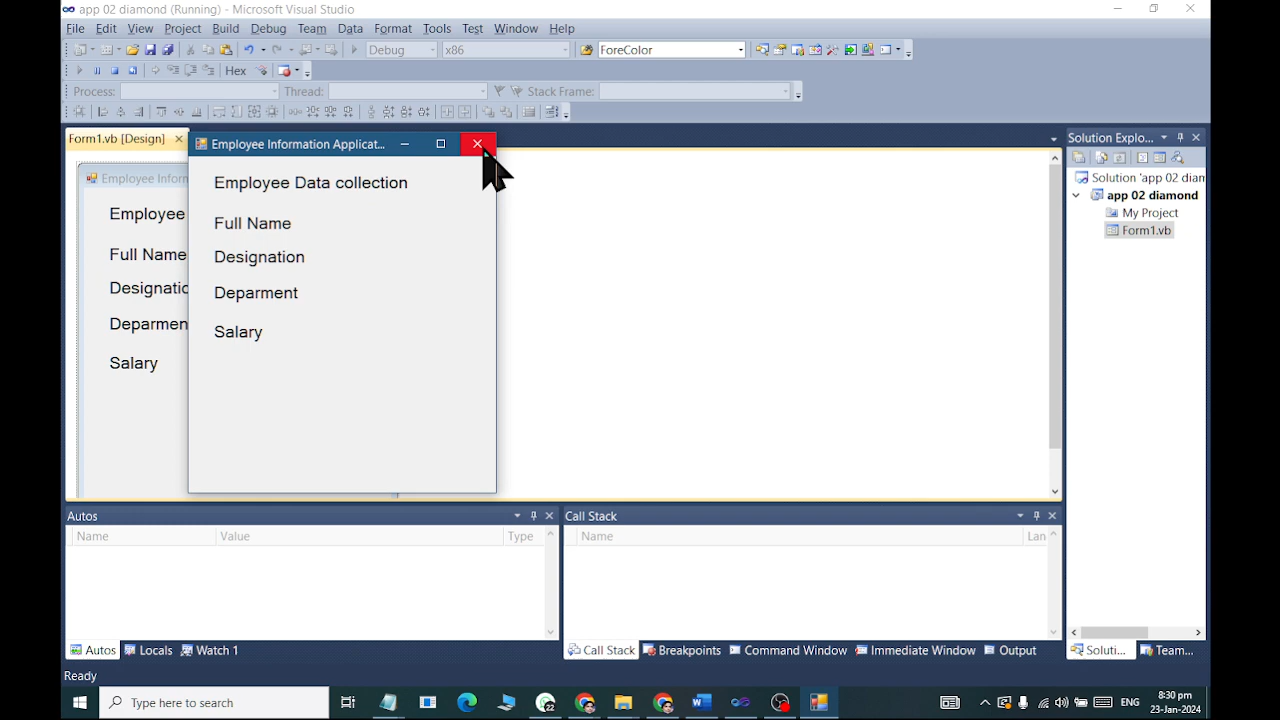 app 02 diamond (Running) - Microsoft Visual Studio
File Edit View Project Build Debug Team Data Format Tools Test Window Help
Debug x86 ForeColor
Hex
Process: Thread: Stack Frame:
Form1.vb [Design]
Employee Inform
Employee
Full Name
Designatio
Deparmen
Salary
Employee Information Applicat...
Employee Data collection
Full Name
Designation
Deparment
Salary
Solution Explo...
Solution 'app 02 diam
app 02 diamond
My Project
Form1.vb
Autos
Name Value Type
Call Stack
Name Lan
Autos Locals Watch 1
Call Stack Breakpoints Command Window Immediate Window Output
Soluti... Team...
Ready
Type here to search
ENG
8:30 pm
23-Jan-2024